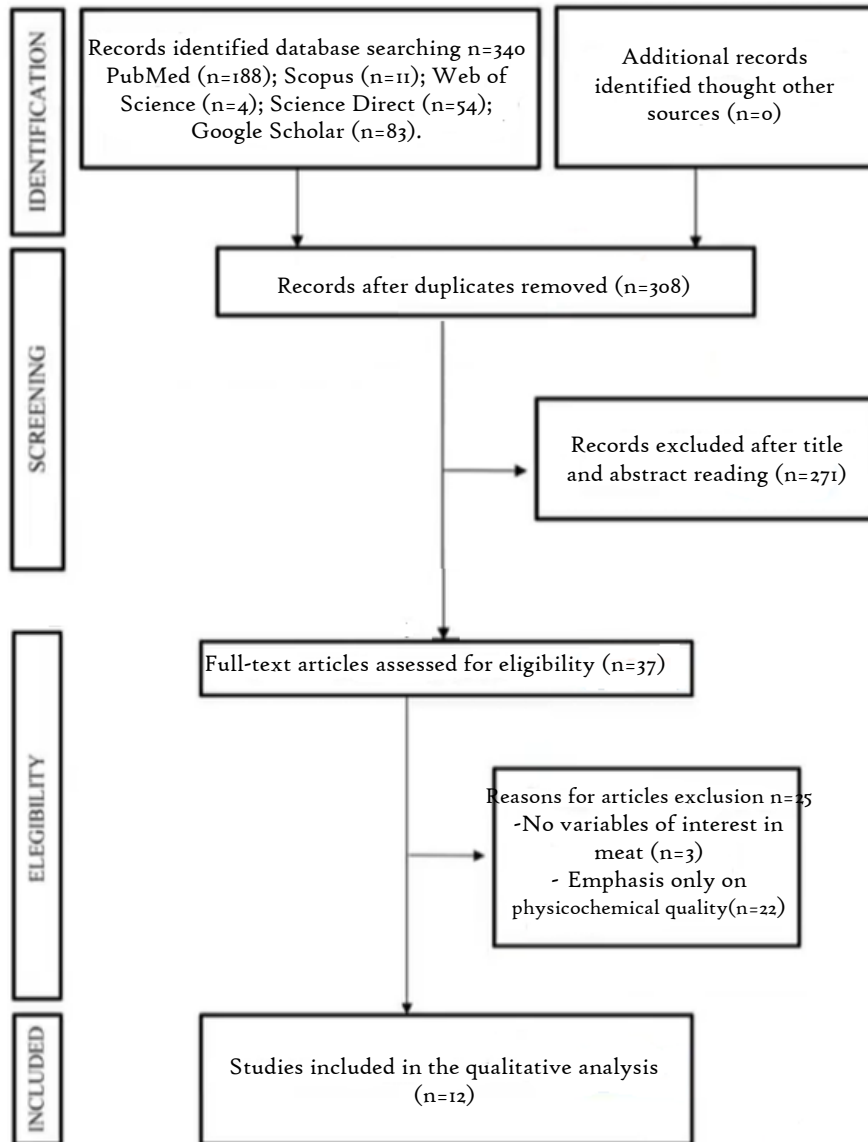 IDENTIFICATION
Records identified database searching n=340
PubMed (n=188); Scopus (n=11); Web of
Science (n=4); Science Direct (n=54);
Google Scholar (n=83).
Additional records
identified thought other
sources (n=0)
SCREENING
Records after duplicates removed (n=308)
Records excluded after title
and abstract reading (n=271)
ELEGIBILITY
Full-text articles assessed for eligibility (n=37)
Reasons for articles exclusion n=25
-No variables of interest in
meat (n=3)
- Emphasis only on
physicochemical quality(n=22)
INCLUDED
Studies included in the qualitative analysis
(n=12)